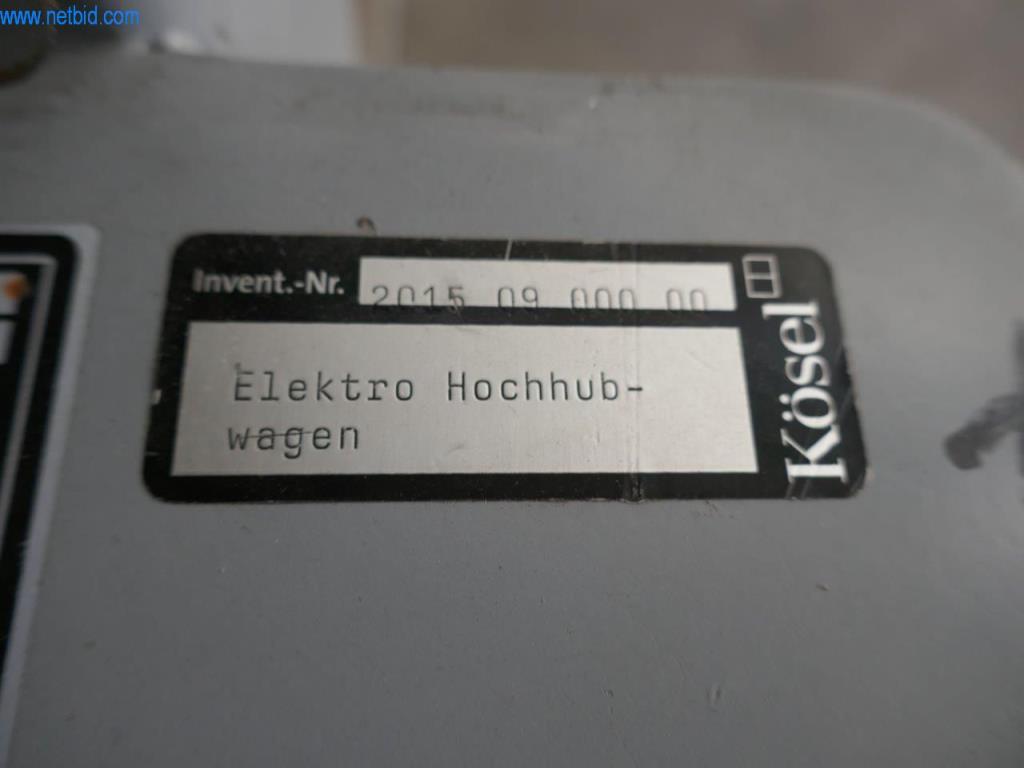 www.netbid.com
Invent.-Nr. 2015 09 000 00
Elektro Hochhub-
wagen
Kösel